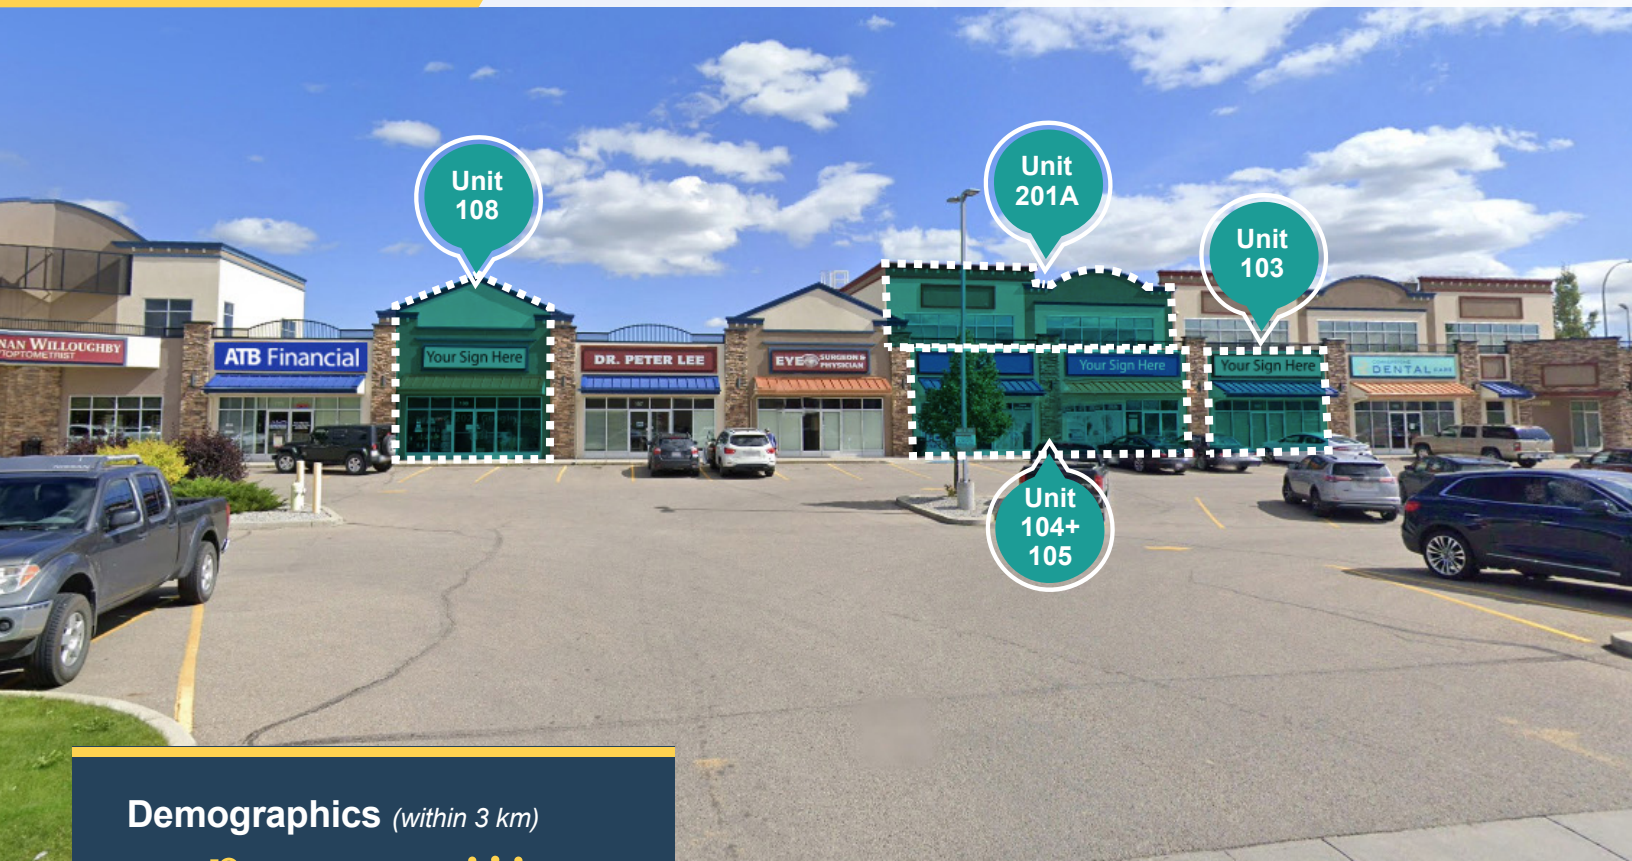 Unit
108
Unit
201A
Unit
103
NAN WILLOUGHBY
OPTOMETRIST
ATB Financial
Your Sign Here
DR. PETER LEE
EYE SURGEON &
PHYSICIAN
Your Sign Here
Your Sign Here
DENTAL CARE
Unit
104+
105
Demographics (within 3 km)